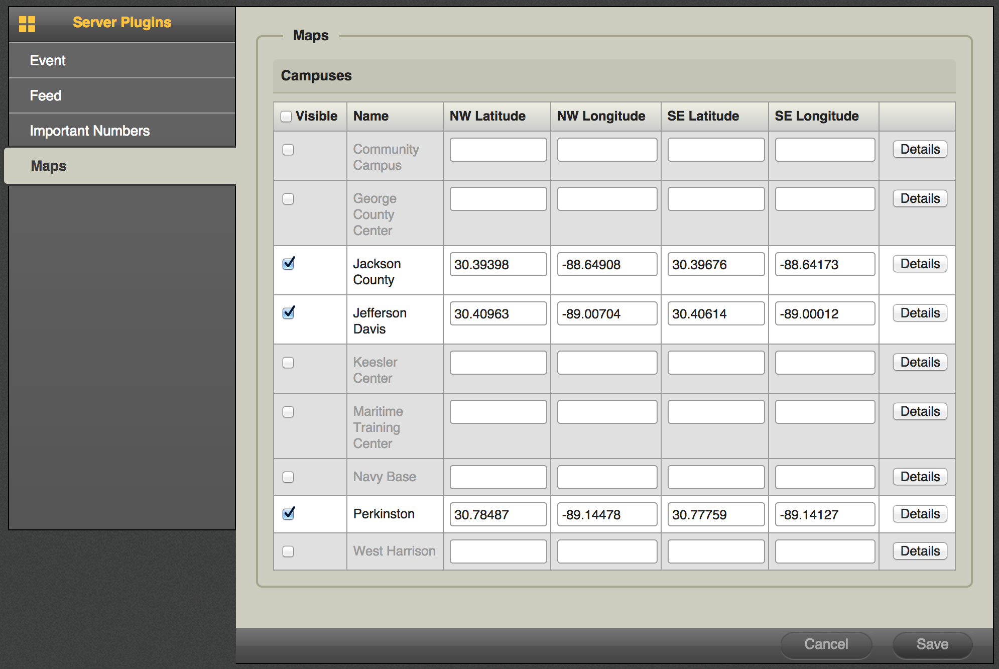 Server Plugins
Event
Feed
Important Numbers
Maps
Maps
Campuses
Visible Name NW Latitude NW Longitude SE Latitude SE Longitude
Community
Campus
Details
George
County
Center
Details
Jackson
County
30.39398 -88.64908 30.39676 -88.64173 Details
Jefferson
Davis
30.40963 -89.00704 30.40614 -89.00012 Details
Keesler
Center
Details
Maritime
Training
Center
Details
Navy Base Details
Perkinston 30.78487 -89.14478 30.77759 -89.14127 Details
West Harrison Details
Cancel Save